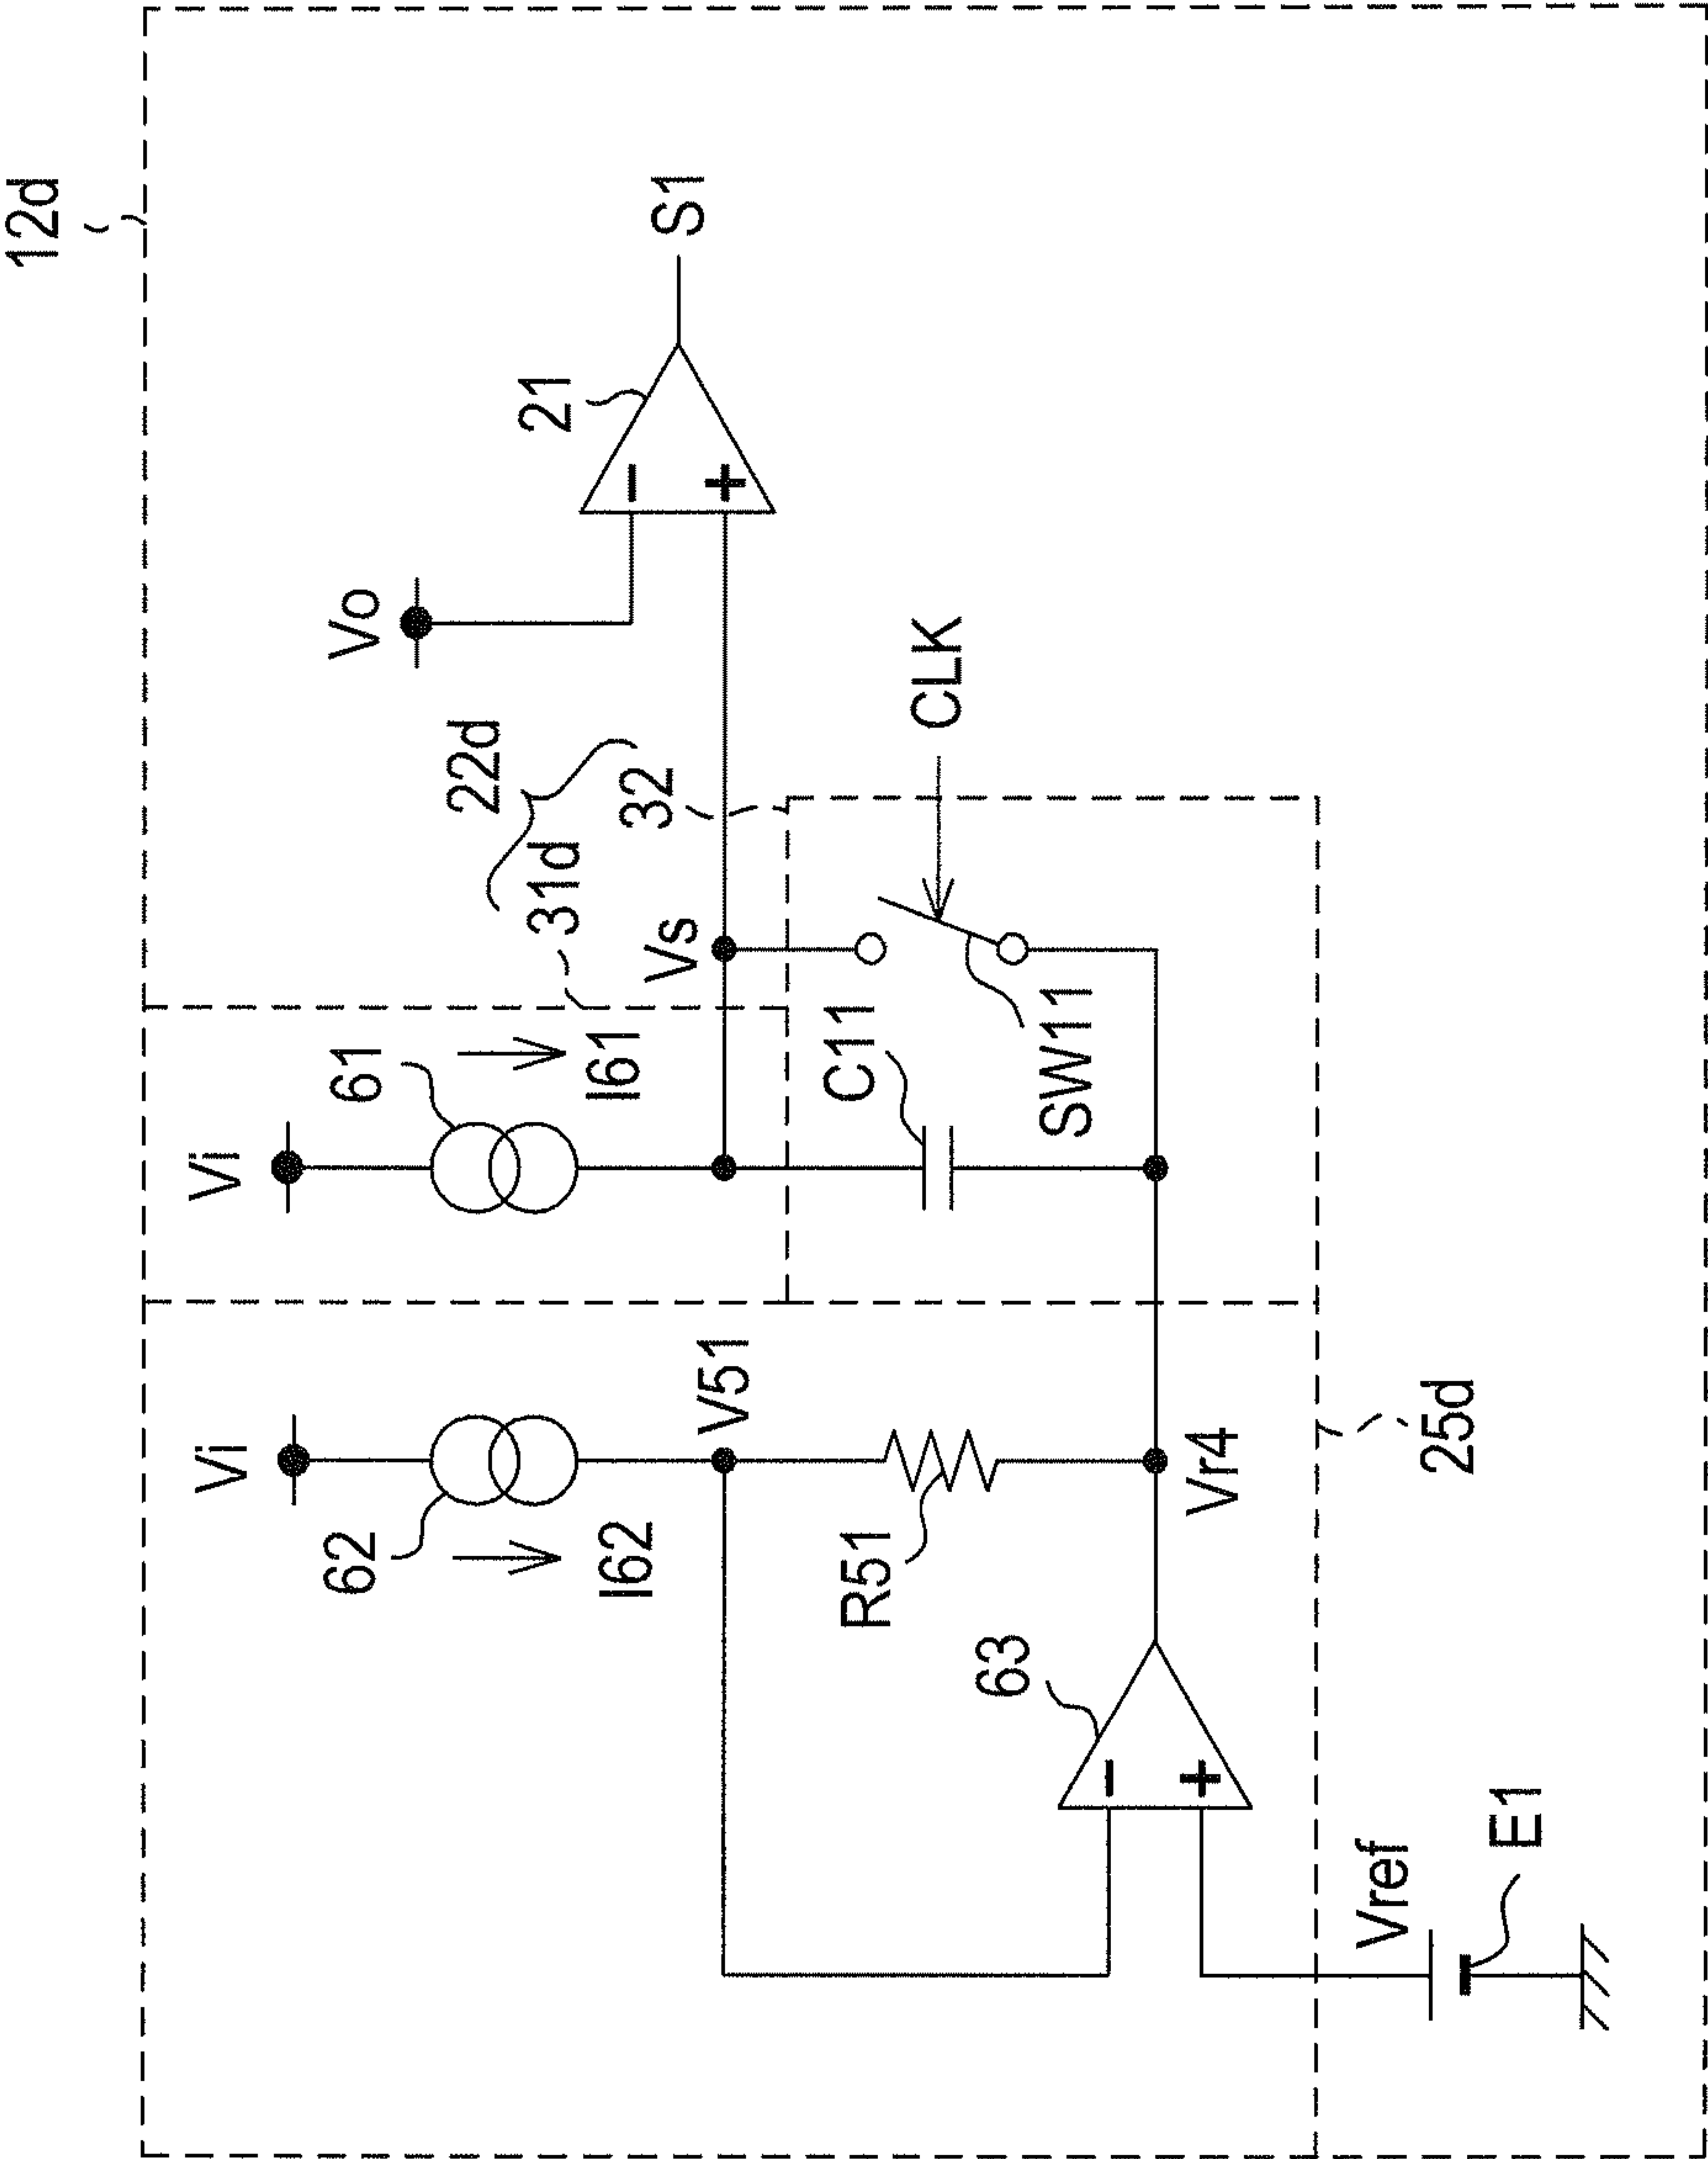 12d
Vi
62
I62
V51
R51
63
Vr4
Vref
E1
25d
Vi
61
I61
31d
22d
32
Vs
C11
SW11
CLK
Vo
21
−
+
S1
−
+